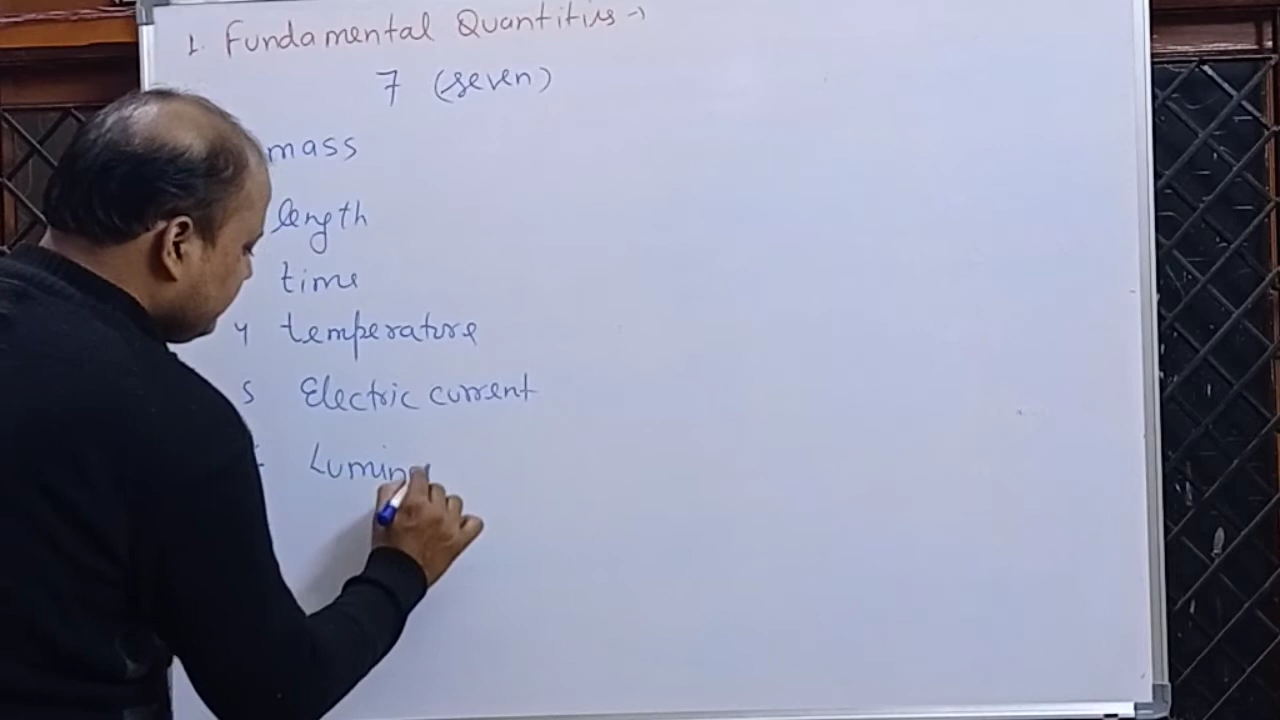 1. Fundamental Quantities →
7 (seven)
mass
length
time
4 temperature
5 Electric current
Lumin